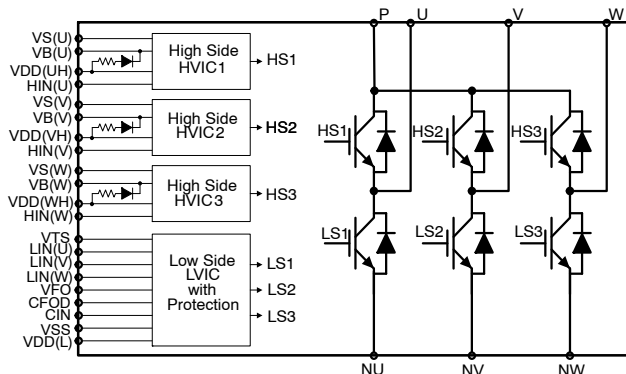 P U V W
VS(U)
VB(U)
VDD(UH)
HIN(U)
High Side
HVIC1
HS1
VS(V)
VB(V)
VDD(VH)
HIN(V)
High Side
HVIC2
HS2
VS(W)
VB(W)
VDD(WH)
HIN(W)
High Side
HVIC3
HS3
VTS
LIN(U)
LIN(V)
LIN(W)
VFO
CFOD
CIN
VSS
VDD(L)
Low Side
LVIC
with
Protection
LS1
LS2
LS3
HS1 HS2 HS3
LS1 LS2 LS3
NU NV NW